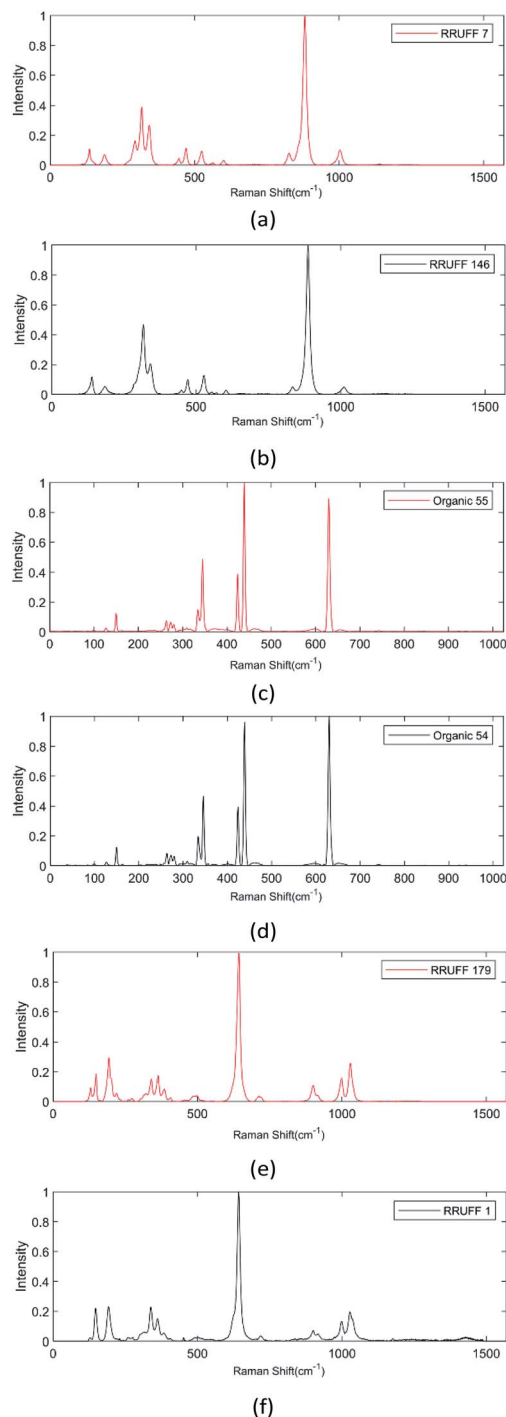 1
RRUFF 7
0.8
0.6
Intensity
0.4
0.2
0
0 500 1000 1500
Raman Shift(cm-1)
(a)
1
RRUFF 146
0.8
0.6
Intensity
0.4
0.2
0
0 500 1000 1500
Raman Shift(cm-1)
(b)
1
Organic 55
0.8
0.6
Intensity
0.4
0.2
0
0 100 200 300 400 500 600 700 800 900 1000
Raman Shift(cm-1)
(c)
1
Organic 54
0.8
0.6
Intensity
0.4
0.2
0
0 100 200 300 400 500 600 700 800 900 1000
Raman Shift(cm-1)
(d)
1
RRUFF 179
0.8
0.6
Intensity
0.4
0.2
0
0 500 1000 1500
Raman Shift(cm-1)
(e)
1
RRUFF 1
0.8
0.6
Intensity
0.4
0.2
0
0 500 1000 1500
Raman Shift(cm-1)
(f)